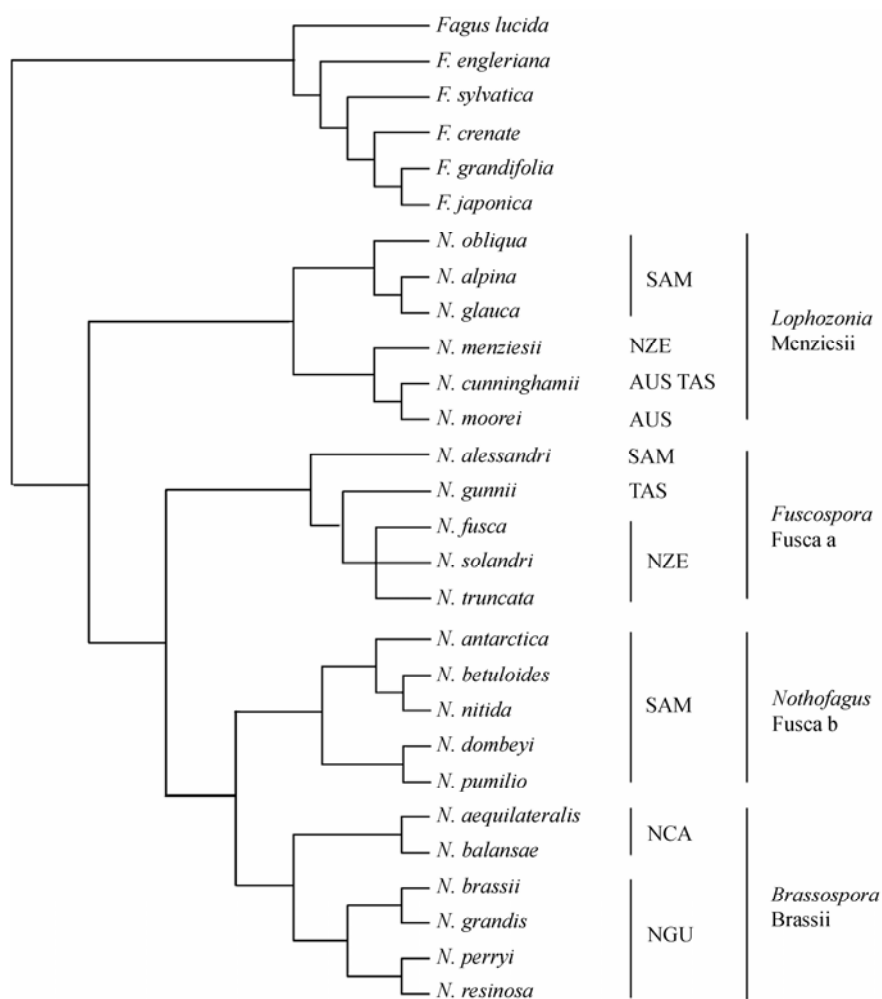 Fagus lucida
F. engleriana
F. sylvatica
F. crenate
F. grandifolia
F. japonica
N. obliqua
N. alpina
N. glauca
SAM
N. menziesii NZE
N. cunninghamii AUS TAS
N. moorei AUS
Lophozonia
Menziesii
N. alessandri SAM
N. gunnii TAS
N. fusca
N. solandri
N. truncata
NZE
Fuscospora
Fusca a
N. antarctica
N. betuloides
N. nitida
N. dombeyi
N. pumilio
SAM
Nothofagus
Fusca b
N. aequilateralis
N. balansae
NCA
N. brassii
N. grandis
N. perryi
N. resinosa
NGU
Brassospora
Brassii